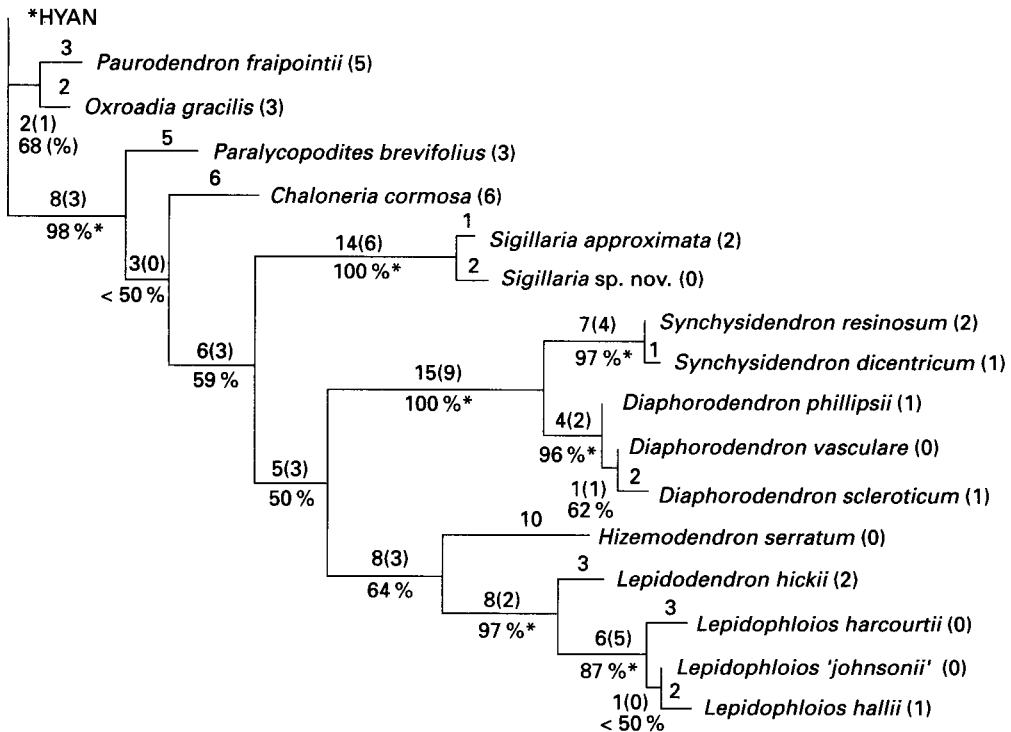 *HYAN
3
Paurodendron fraipointii (5)
2
Oxroadia gracilis (3)
2(1)
68 (%)
5
Paralycopodites brevifolius (3)
6
Chaloneria cormosa (6)
8(3)
98 %*
1
14(6)
Sigillaria approximata (2)
3(0)
100 %*
2
Sigillaria sp. nov. (0)
< 50 %
7(4)
Synchysidendron resinosum (2)
6(3)
97 %*
1
Synchysidendron dicentricum (1)
59 %
15(9)
100 %*
Diaphorodendron phillipsii (1)
4(2)
96 %*
Diaphorodendron vasculare (0)
5(3)
50 %
2
1(1)
62 %
Diaphorodendron scleroticum (1)
10
Hizemodendron serratum (0)
8(3)
64 %
3
Lepidodendron hickii (2)
8(2)
97 %*
3
Lepidophloios harcourtii (0)
6(5)
87 %*
Lepidophloios 'johnsonii' (0)
2
1(0)
< 50 %
Lepidophloios hallii (1)